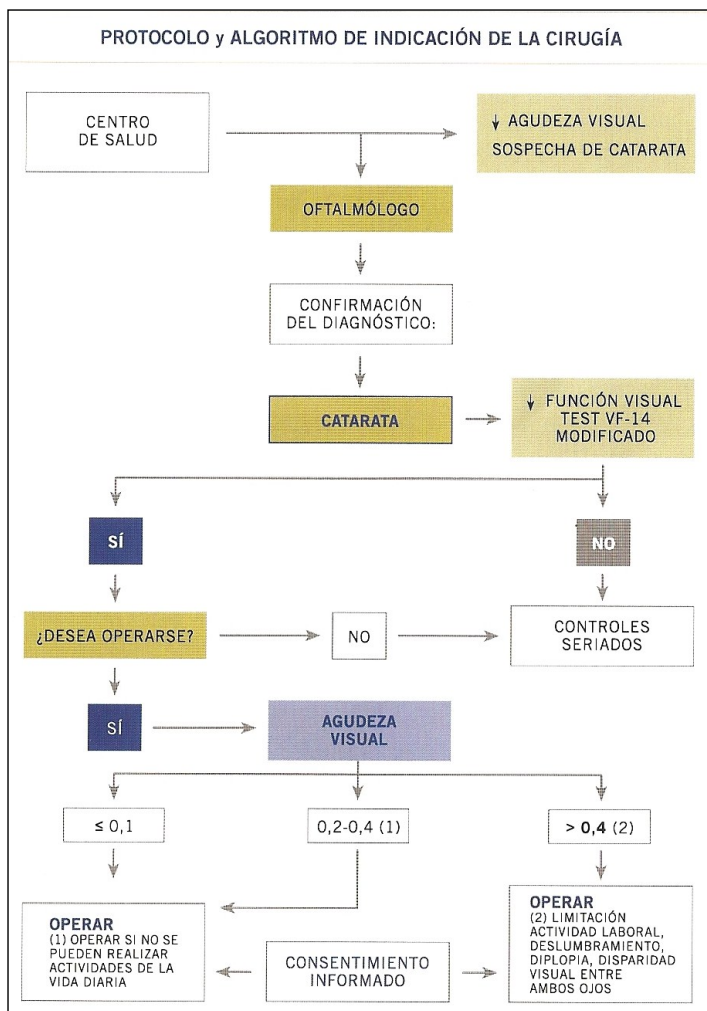 PROTOCOLO y ALGORITMO DE INDICACIÓN DE LA CIRUGÍA
CENTRO
DE SALUD
↓ AGUDEZA VISUAL
SOSPECHA DE CATARATA
OFTALMÓLOGO
CONFIRMACIÓN
DEL DIAGNÓSTICO:
CATARATA
↓ FUNCIÓN VISUAL
TEST VF-14
MODIFICADO
SÍ
NO
¿DESEA OPERARSE?
NO
CONTROLES
SERIADOS
SÍ
AGUDEZA
VISUAL
≤ 0,1
0,2-0,4 (1)
> 0,4 (2)
OPERAR
(1) OPERAR SI NO SE
PUEDEN REALIZAR
ACTIVIDADES DE LA
VIDA DIARIA
CONSENTIMIENTO
INFORMADO
OPERAR
(2) LIMITACIÓN
ACTIVIDAD LABORAL,
DESLUMBRAMIENTO,
DIPLOPIA, DISPARIDAD
VISUAL ENTRE
AMBOS OJOS